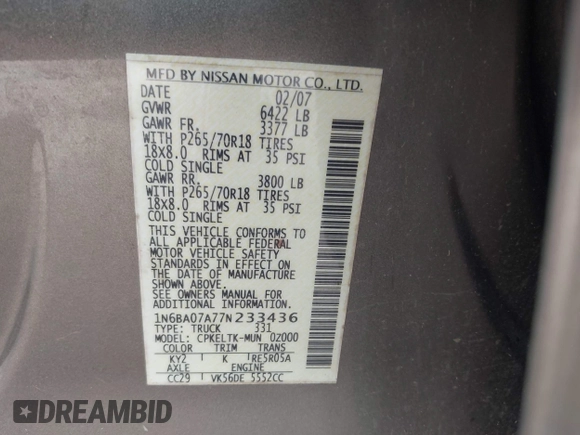 MFD BY NISSAN MOTOR CO., LTD.
DATE 02/07
GVWR 6422 LB
GAWR FR. 3377 LB
WITH P265/70R18 TIRES
18X8.0 RIMS AT 35 PSI
COLD SINGLE
GAWR RR. 3800 LB
WITH P265/70R18 TIRES
18X8.0 RIMS AT 35 PSI
COLD SINGLE
THIS VEHICLE CONFORMS TO
ALL APPLICABLE FEDERAL
MOTOR VEHICLE SAFETY
STANDARDS IN EFFECT ON
THE DATE OF MANUFACTURE
SHOWN ABOVE.
SEE OWNERS MANUAL FOR
ADDITIONAL INFORMATION.
1N6BA07A77N233436
TYPE: TRUCK 331
MODEL: CPKELTK-MUN 02000
COLOR TRIM TRANS
KY2 K RE5R05A
AXLE ENGINE
CC29 VK56DE 5552CC
DREAMBID